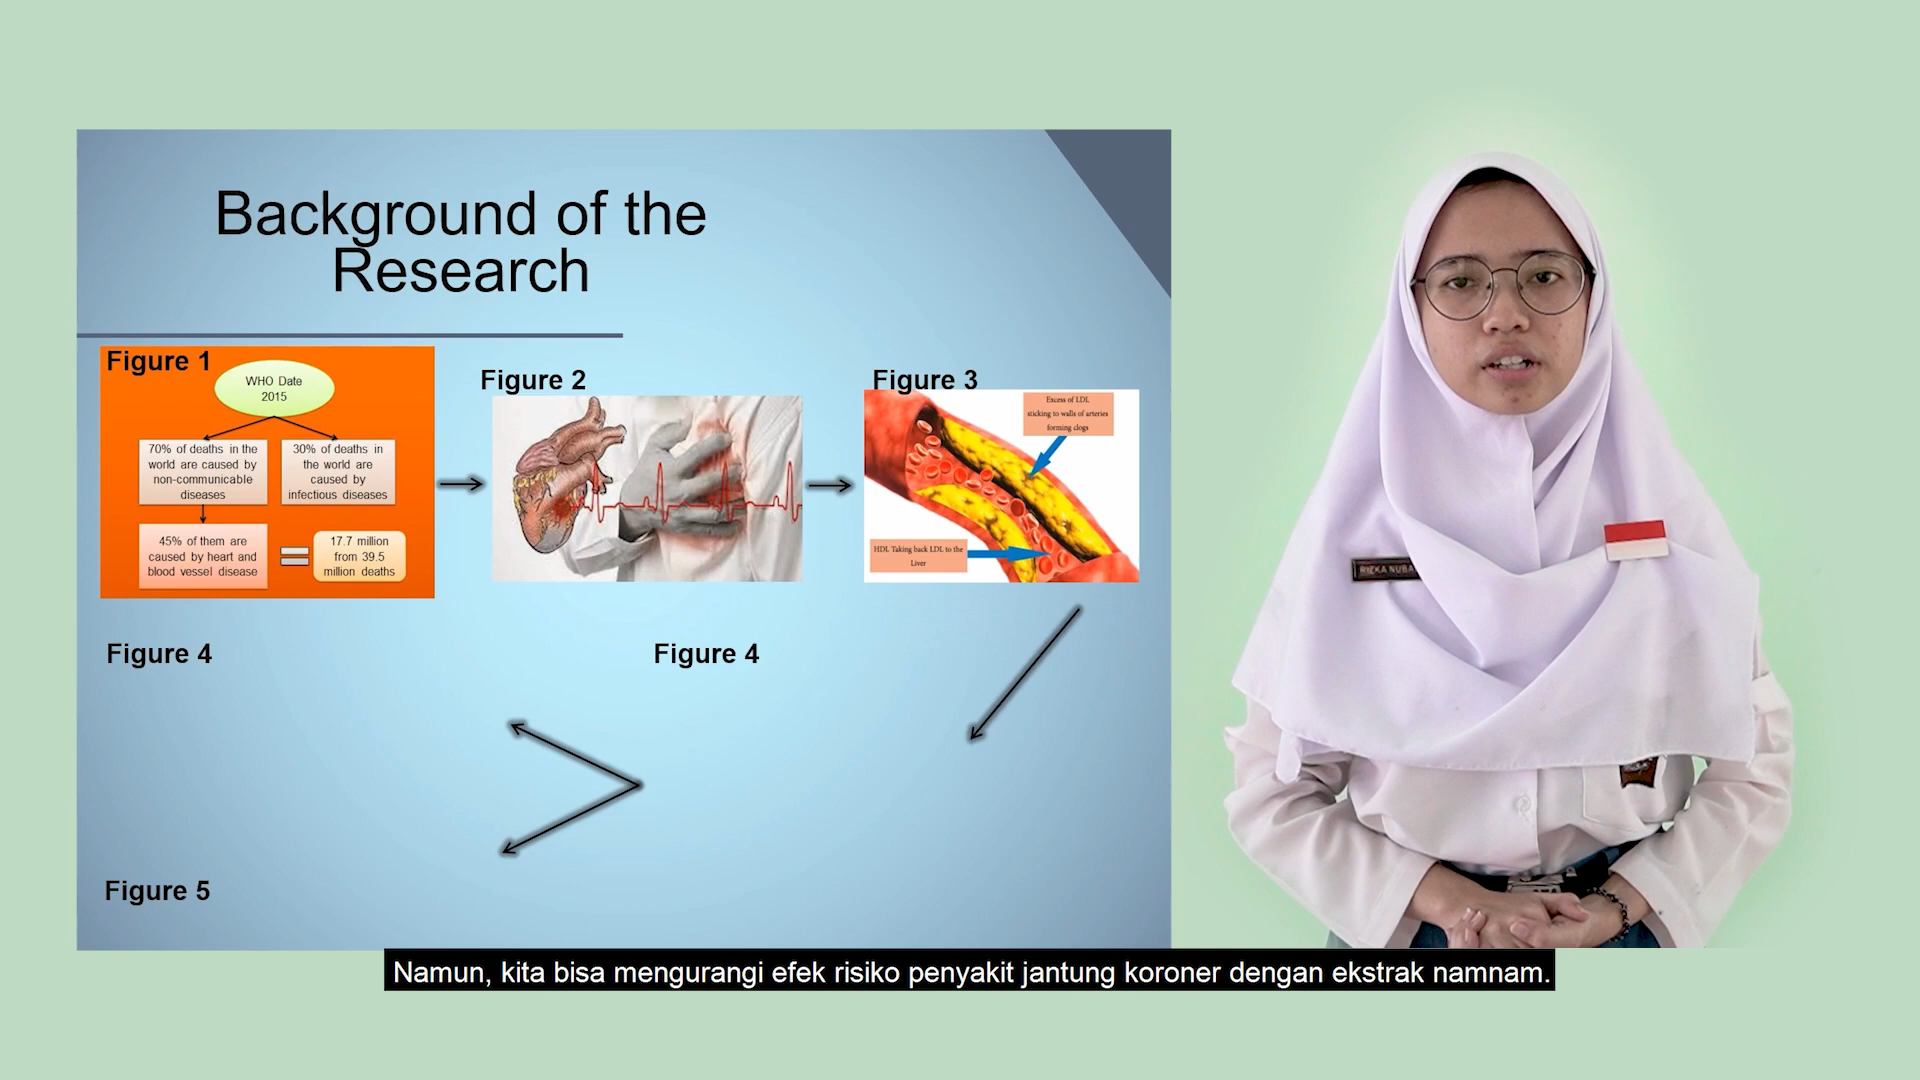 Background of the
Research
Figure 1
WHO Date
2015
70% of deaths in the
world are caused by
non-communicable
diseases
30% of deaths in
the world are
caused by
infectious diseases
45% of them are
caused by heart and
blood vessel disease
17.7 million
from 39.5
million deaths
Figure 2
Figure 3
Excess of LDL
sticking to walls of arteries
forming clogs
HDL Taking back LDL to the
Liver
Figure 4
Figure 4
Figure 5
RIZKA NUBA
Namun, kita bisa mengurangi efek risiko penyakit jantung koroner dengan ekstrak namnam.